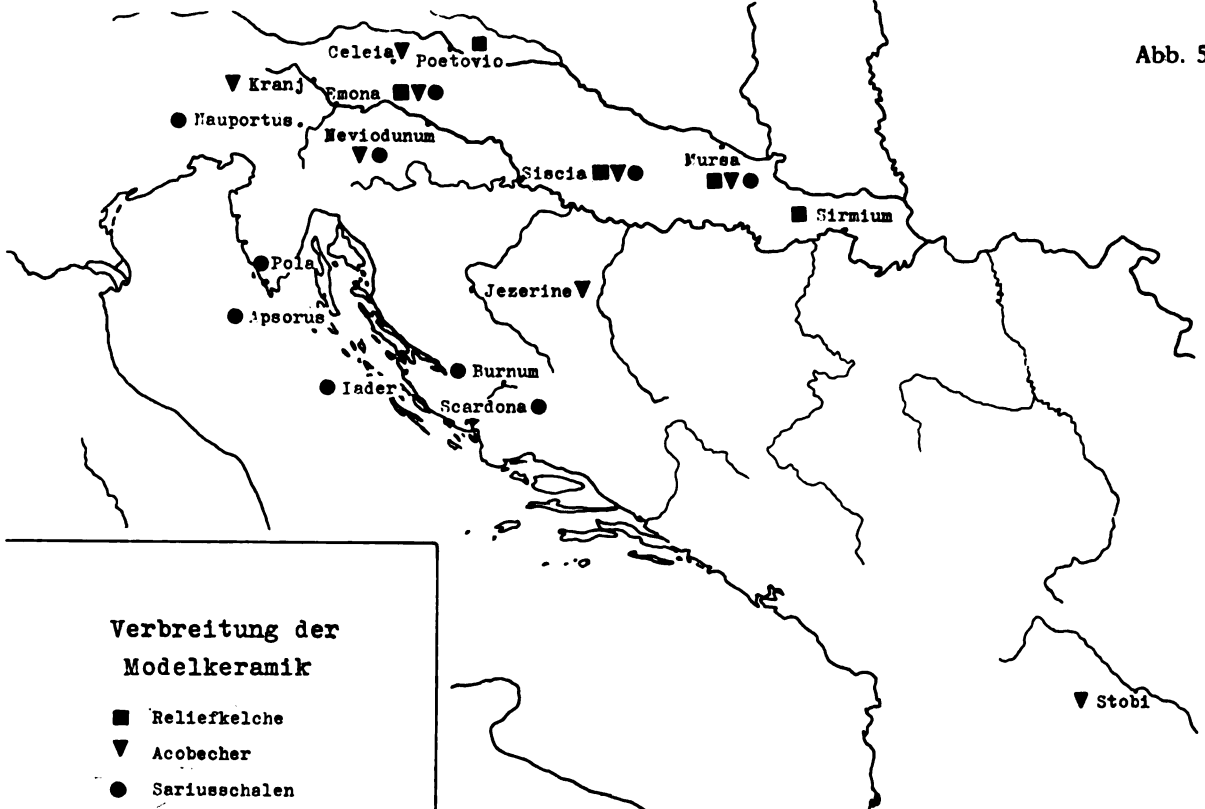 Abb. 5
Celeia
Poetovio
Kranj
Emona
Nauportus
Neviodunum
Siscia
Mursa
Sirmium
Pola
Jezerine
Apsorus
Burnum
Iader
Scardona
Stobi
Verbreitung der
Modelkeramik
Reliefkelche
Acobecher
Sariusschalen